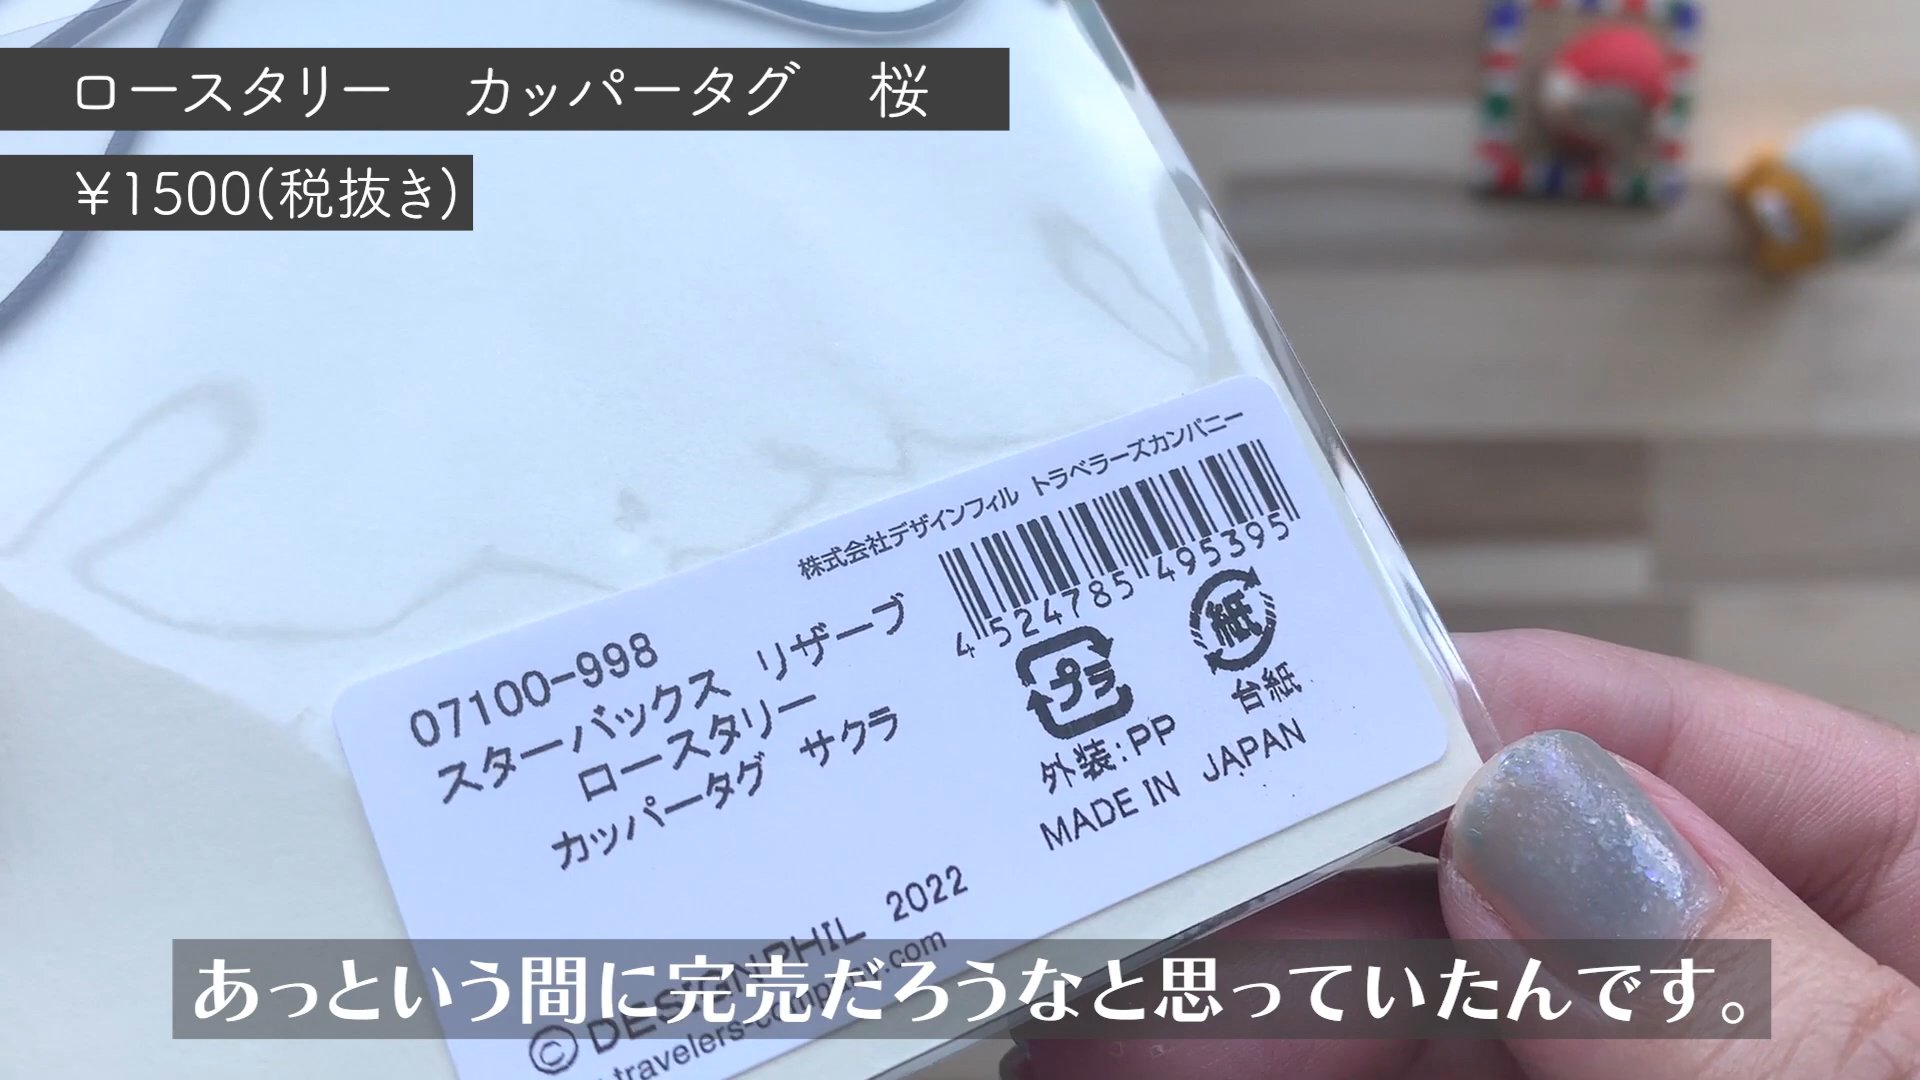 ロースタリー　カッパータグ　桜
¥1500(税抜き)
株式会社デザインフィル トラベラーズカンパニー
4 524785 495395
07100-998
スターバックス リザーブ
ロースタリー
カッパータグ サクラ
プラ
紙
外装:PP
台紙
MADE IN JAPAN
© DESIGNPHIL 2022
travelers-company.com
あっという間に完売だろうなと思っていたんです。